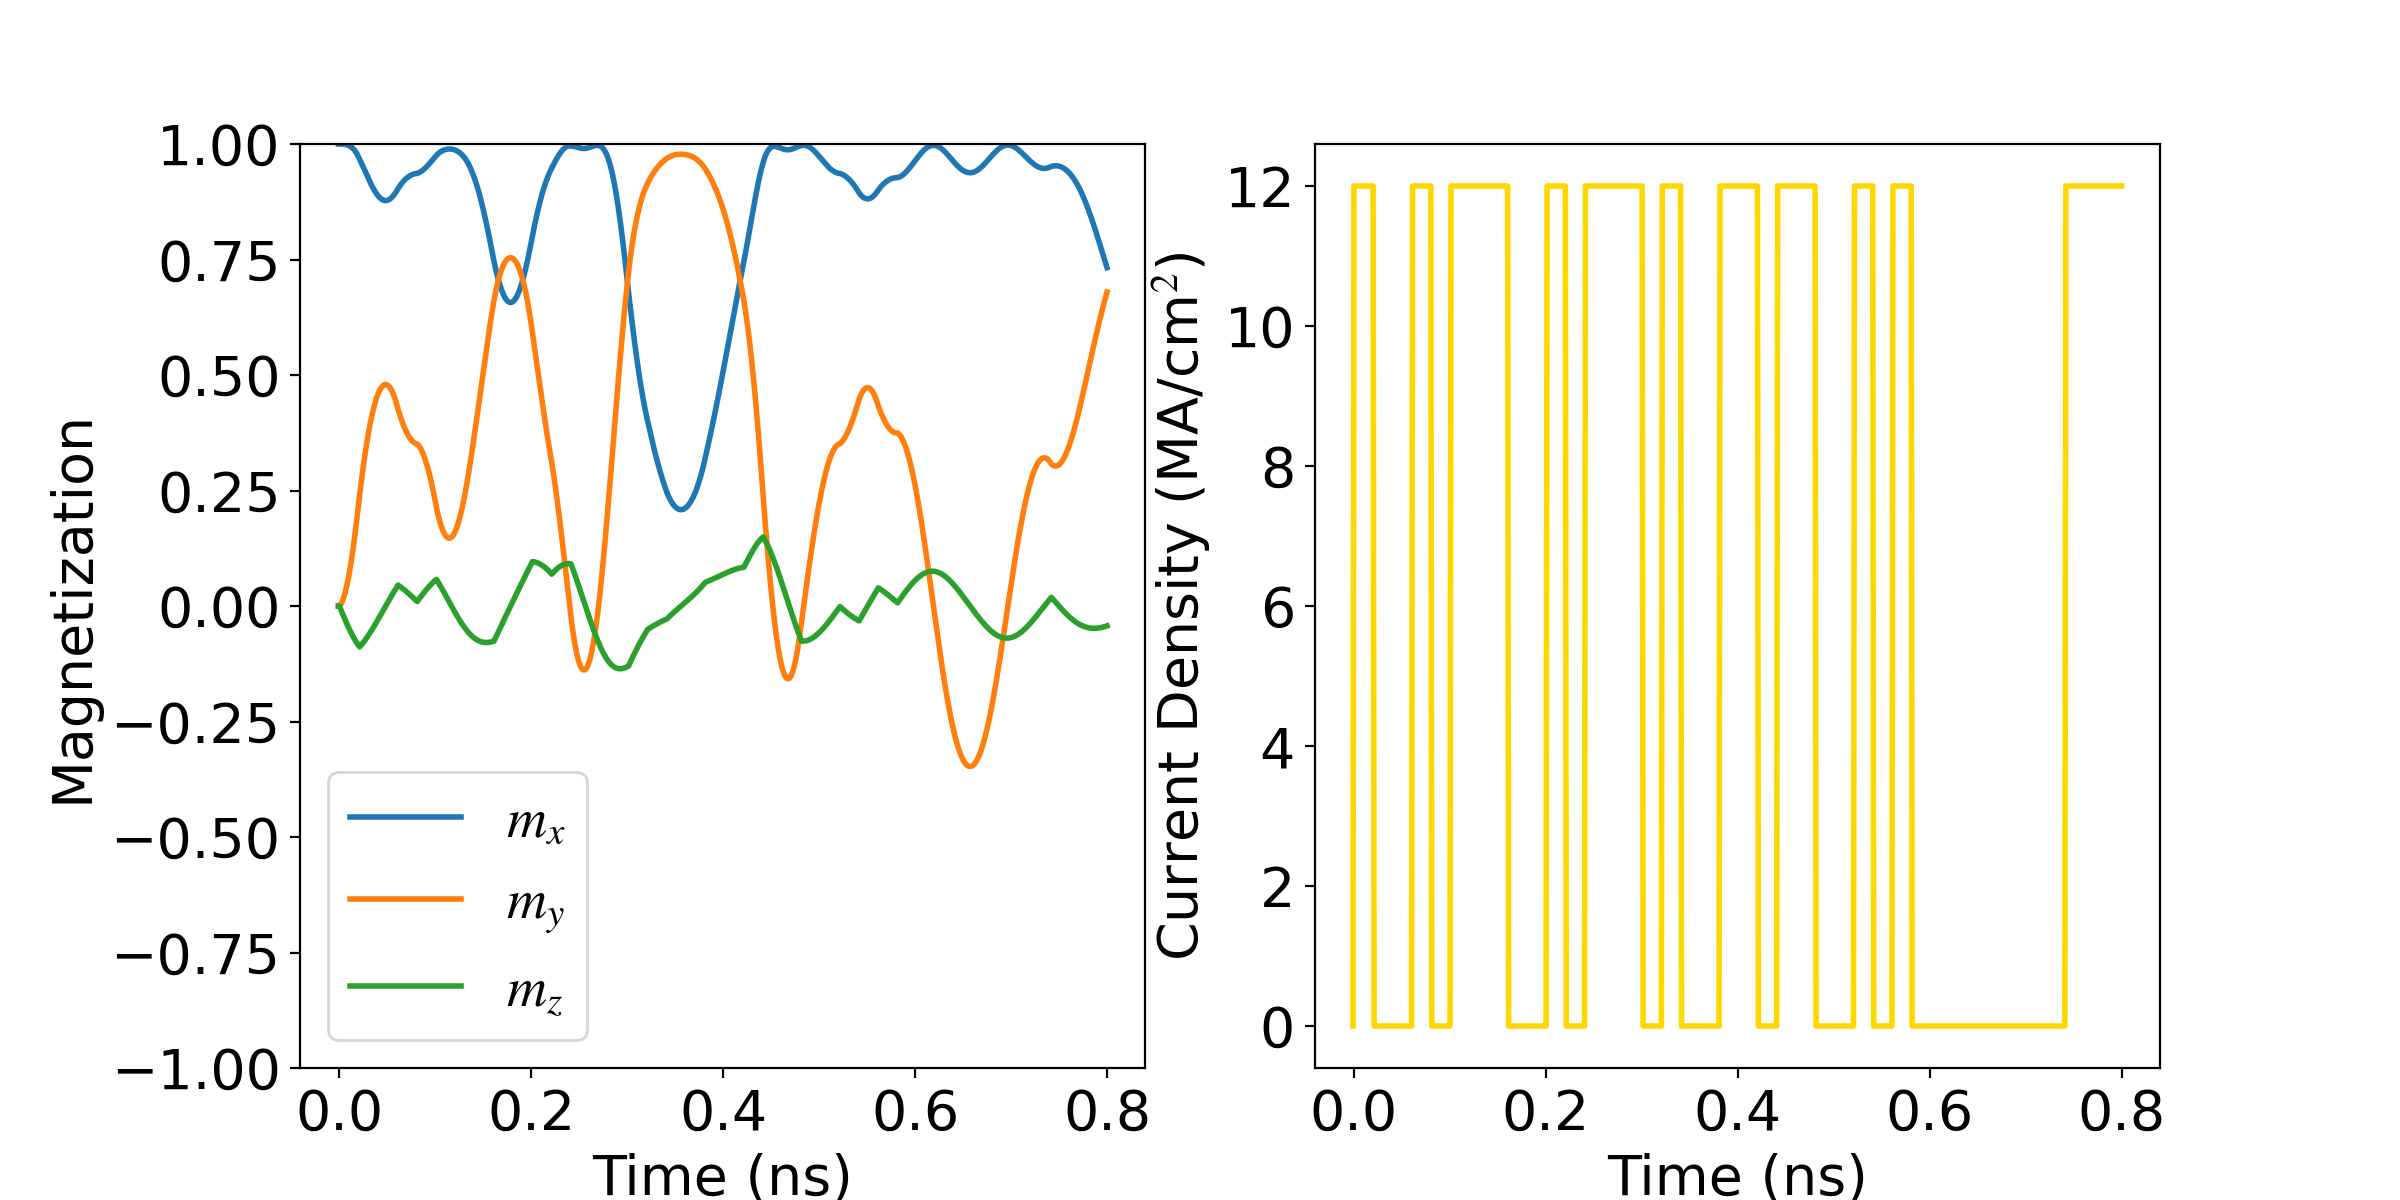 1.00
0.75
0.50
0.25
0.00
−0.25
−0.50
−0.75
−1.00
Magnetization
0.0 0.2 0.4 0.6 0.8
Time (ns)
m_x
m_y
m_z
12
10
8
6
4
2
0
Current Density (MA/cm²)
0.0 0.2 0.4 0.6 0.8
Time (ns)